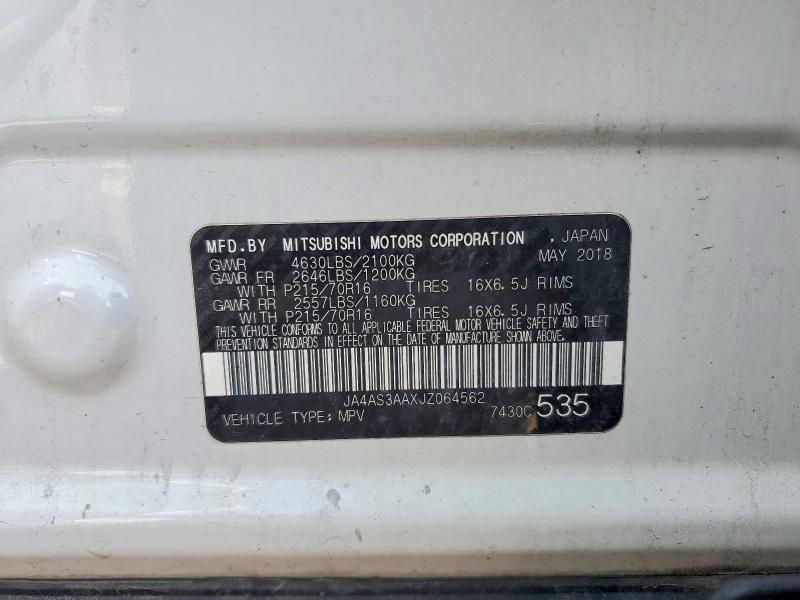 MFD.BY MITSUBISHI MOTORS CORPORATION , JAPAN
GVWR 4630LBS/2100KG MAY 2018
GAWR FR 2646LBS/1200KG
WITH P215/70R16 TIRES 16X6.5J RIMS
GAWR RR 2557LBS/1160KG
WITH P215/70R16 TIRES 16X6.5J RIMS
THIS VEHICLE CONFORMS TO ALL APPLICABLE FEDERAL MOTOR VEHICLE SAFETY AND THEFT
PREVENTION STANDARDS IN EFFECT ON THE DATE OF MANUFACTURE SHOWN ABOVE.
JA4AS3AAXJZ064562
VEHICLE TYPE: MPV 7430C 535